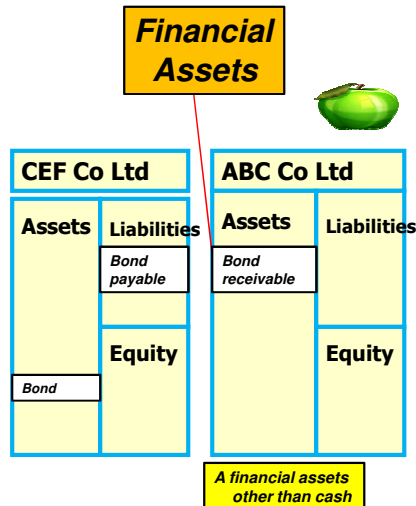 Financial
Assets
CEF Co Ltd
Assets
Liabilities
Bond
payable
Equity
Bond
ABC Co Ltd
Assets
Liabilities
Bond
receivable
Equity
A financial assets
other than cash